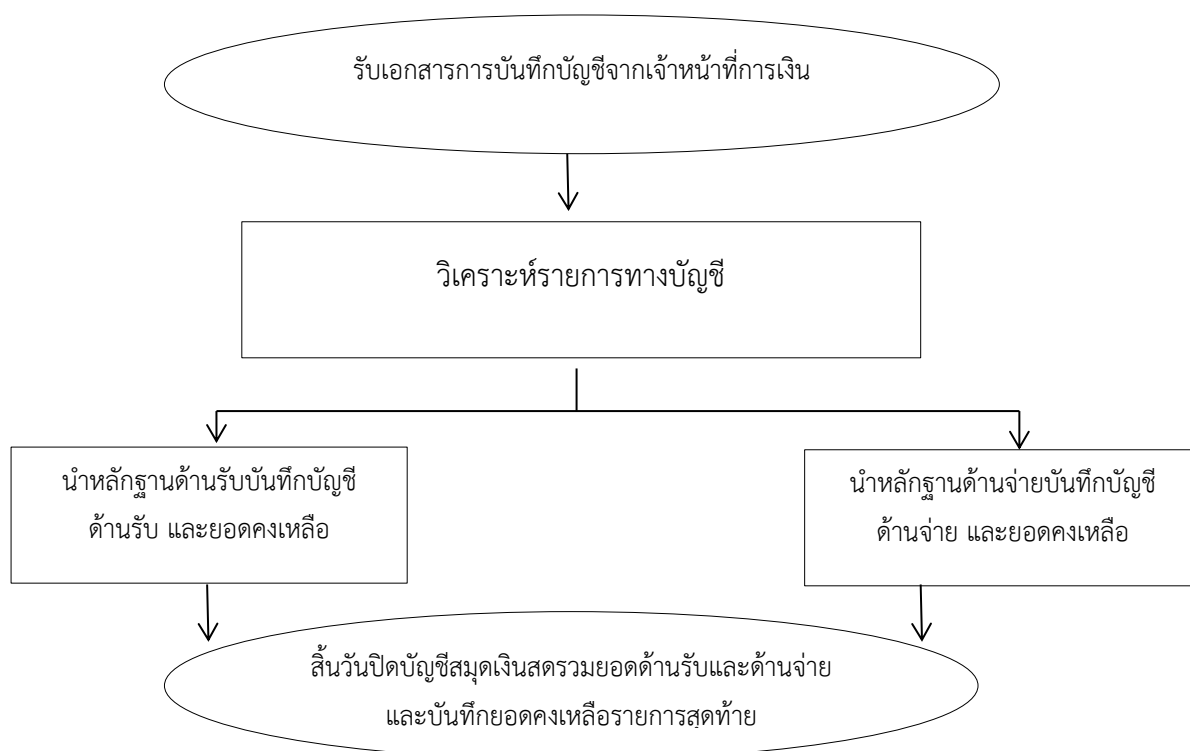 รับเอกสารการบันทึกบัญชีจากเจ้าหน้าที่การเงิน
วิเคราะห์รายการทางบัญชี
นำหลักฐานด้านรับบันทึกบัญชี
ด้านรับ และยอดคงเหลือ
นำหลักฐานด้านจ่ายบันทึกบัญชี
ด้านจ่าย และยอดคงเหลือ
สิ้นวันปิดบัญชีสมุดเงินสดรวมยอดด้านรับและด้านจ่าย
และบันทึกยอดคงเหลือรายการสุดท้าย